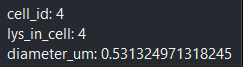 cell_id: 4
lys_in_cell: 4
diameter_um: 0.531324971318245